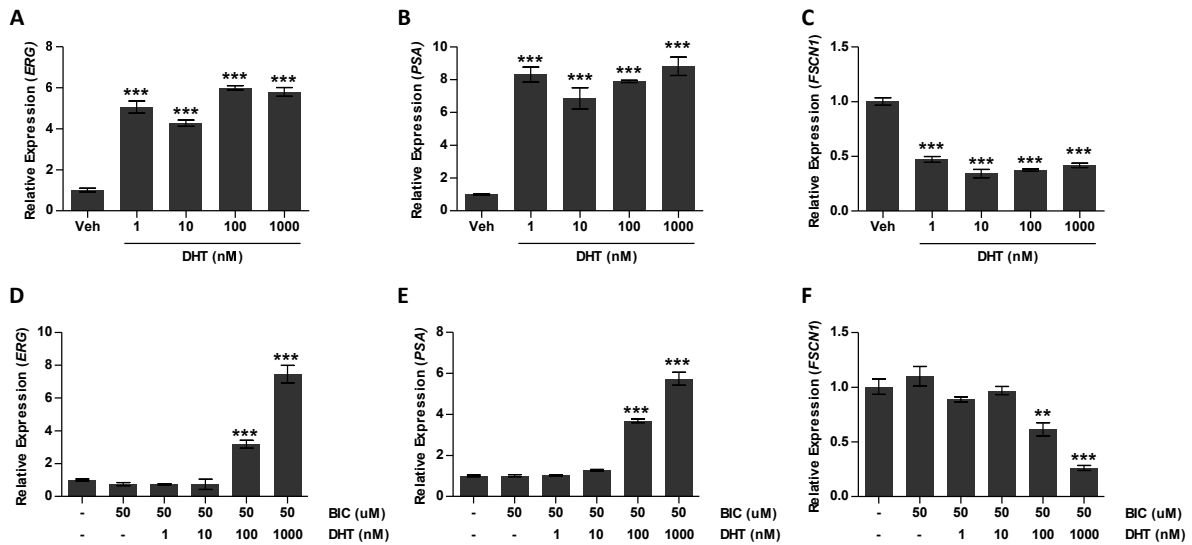 A
Relative Expression (ERG)
8
6
4
2
0
*** *** *** ***
Veh 1 10 100 1000
DHT (nM)
B
Relative Expression (PSA)
10
8
6
4
2
0
*** *** *** ***
Veh 1 10 100 1000
DHT (nM)
C
Relative Expression (FSCN1)
1.5
1.0
0.5
0.0
*** *** *** ***
Veh 1 10 100 1000
DHT (nM)
D
Relative Expression (ERG)
10
8
6
4
2
0
*** ***
- 50 50 50 50 50 BIC (uM)
- - 1 10 100 1000 DHT (nM)
E
Relative Expression (PSA)
8
6
4
2
0
*** ***
- 50 50 50 50 50 BIC (uM)
- - 1 10 100 1000 DHT (nM)
F
Relative Expression (FSCN1)
1.5
1.0
0.5
0.0
** ***
- 50 50 50 50 50 BIC (uM)
- - 1 10 100 1000 DHT (nM)